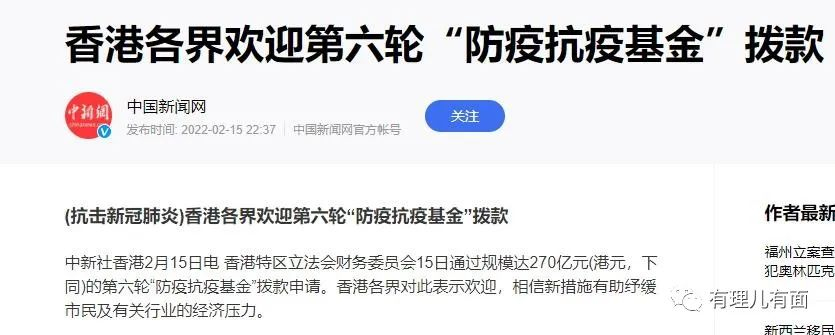 香港各界欢迎第六轮“防疫抗疫基金”拨款
中新網
中国新闻网
发布时间: 2022-02-15 22:37 中国新闻网官方帐号
关注
(抗击新冠肺炎)香港各界欢迎第六轮“防疫抗疫基金”拨款
中新社香港2月15日电 香港特区立法会财务委员会15日通过规模达270亿元(港元，下
同)的第六轮“防疫抗疫基金”拨款申请。香港各界对此表示欢迎，相信新措施有助纾缓
市民及有关行业的经济压力。
作者最新
福州立案查
犯奥林匹克
新西兰移民
有理儿有面